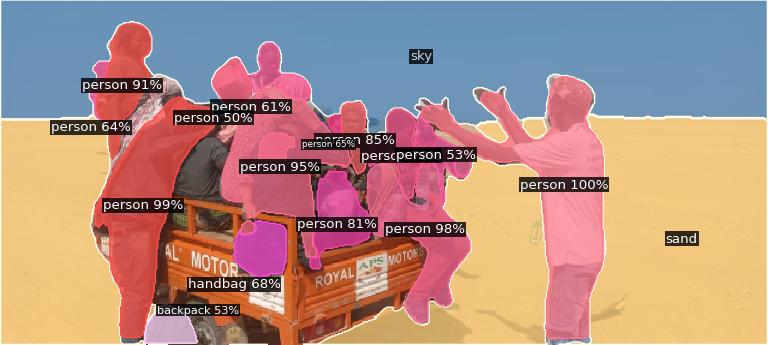 sky
person 91%
person 61%
person 50%
person 64%
person 85%
person 65%
person 53%
person 95%
person 100%
person 99%
person 81%
person 98%
sand
AL MOTOR
ROYAL APS MOTORS
handbag 68%
backpack 53%